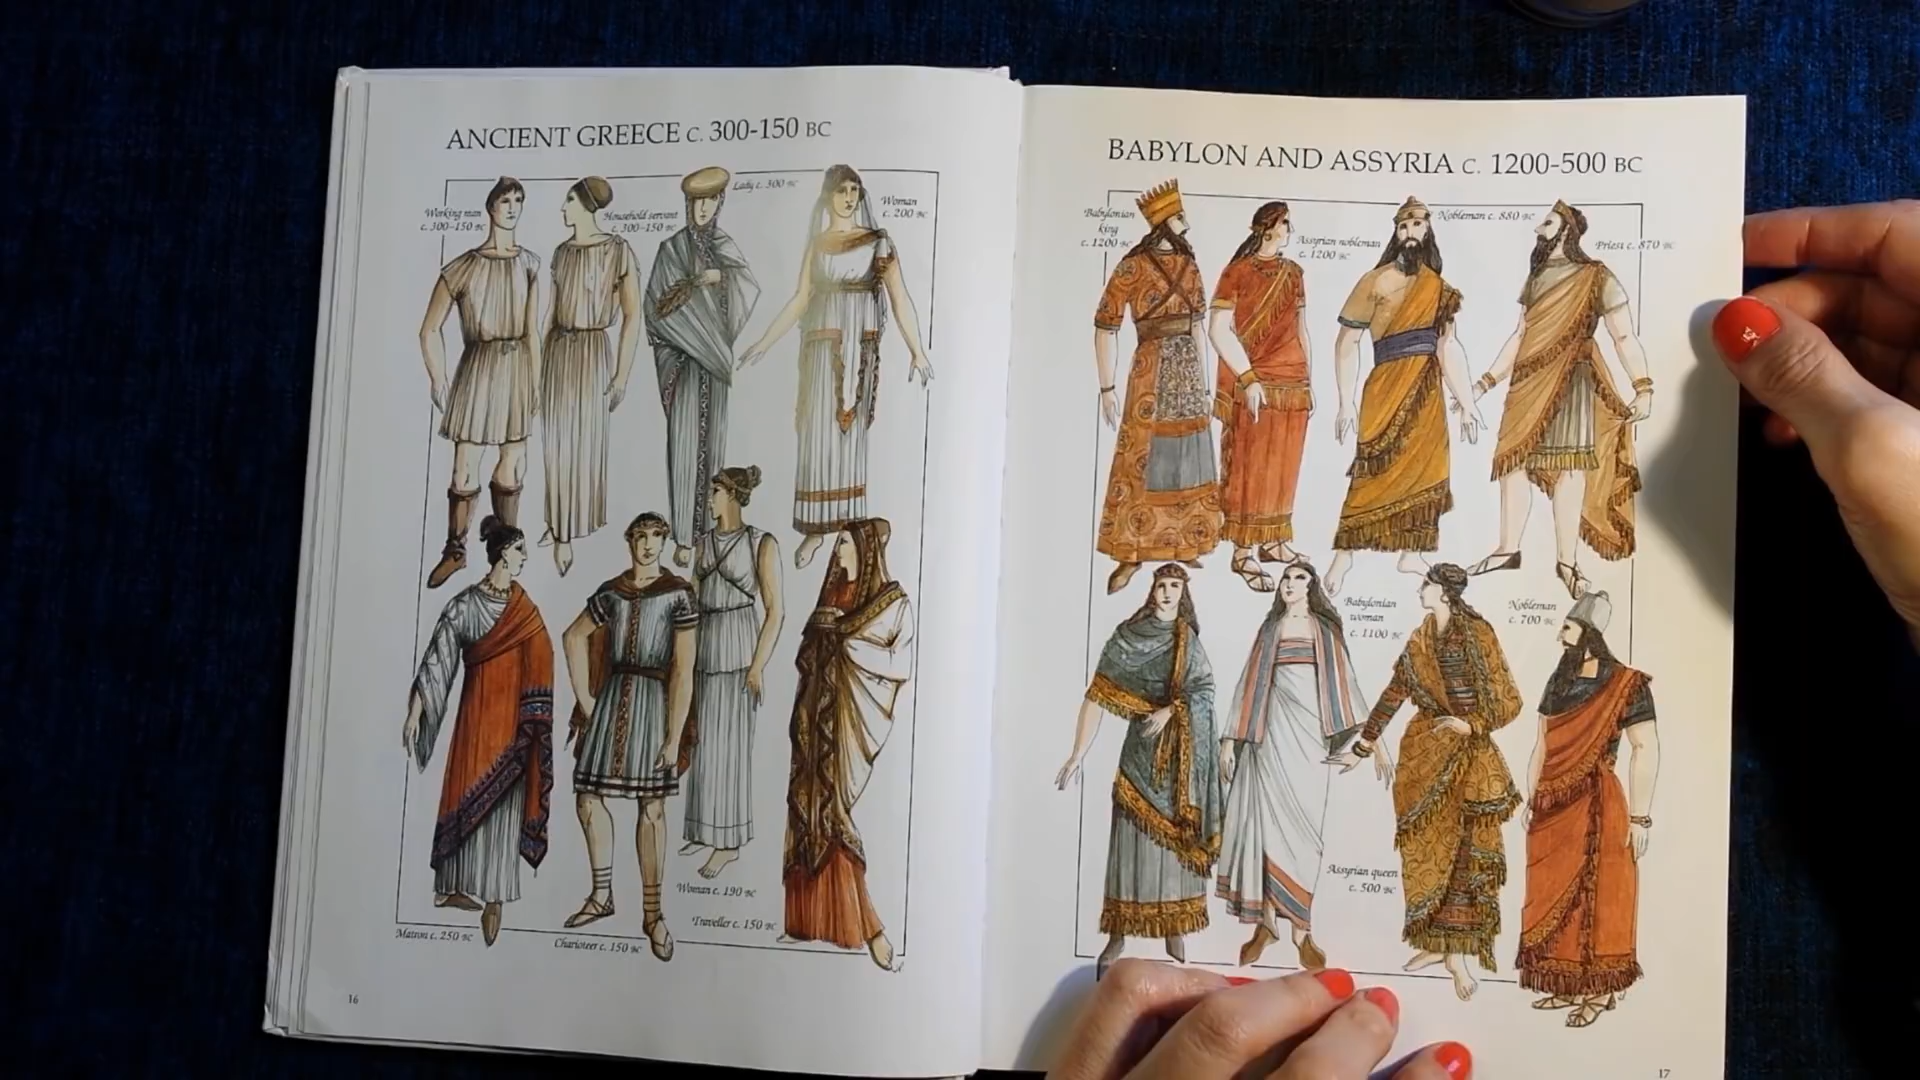 ANCIENT GREECE C. 300-150 BC
Working man
c. 300-150 BC
Household servant
c. 300-150 BC
Lady c. 300 BC
Woman
c. 200 BC
Woman c. 190 BC
Traveller c. 150 BC
Matron c. 250 BC
Charioteer c. 150 BC
16
BABYLON AND ASSYRIA C. 1200-500 BC
Babylonian
king
c. 1200 BC
Assyrian nobleman
c. 1200 BC
Nobleman c. 880 BC
Priest c. 870 BC
Babylonian
woman
c. 1100 BC
Nobleman
c. 700 BC
Assyrian queen
c. 500 BC
17